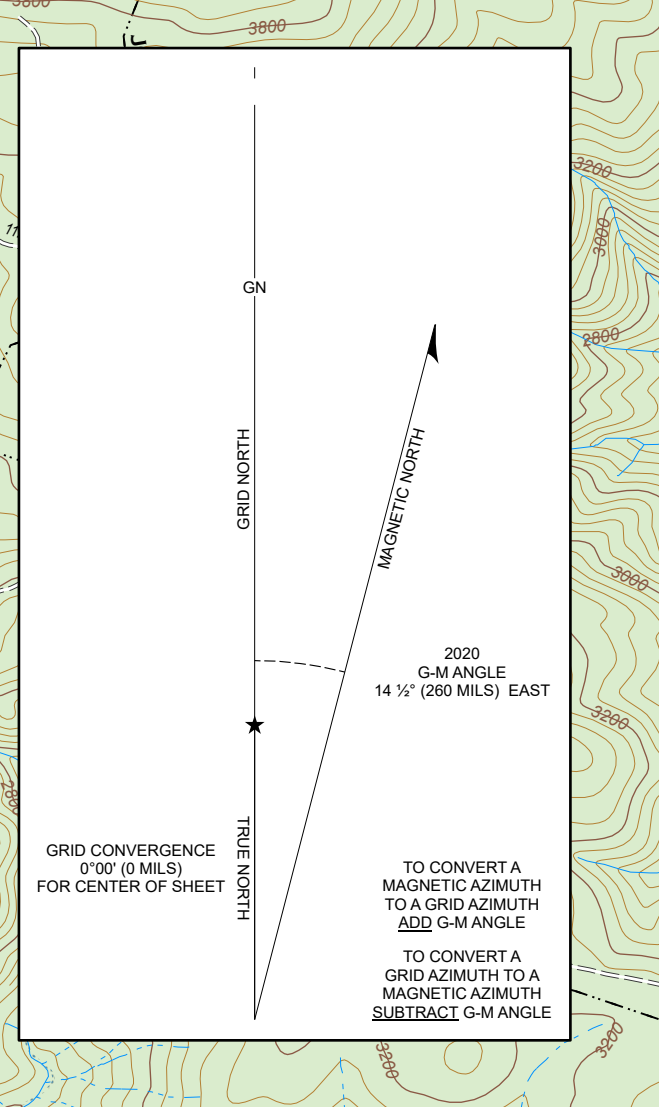 3800
3800
3200
11
3000
GN
2800
GRID NORTH
MAGNETIC NORTH
3000
2020
G-M ANGLE
14 ½° (260 MILS)  EAST
3200
TRUE NORTH
GRID CONVERGENCE
0°00' (0 MILS)
FOR CENTER OF SHEET
TO CONVERT A
MAGNETIC AZIMUTH
TO A GRID AZIMUTH
ADD G-M ANGLE
TO CONVERT A
GRID AZIMUTH TO A
MAGNETIC AZIMUTH
SUBTRACT G-M ANGLE
3200
3200